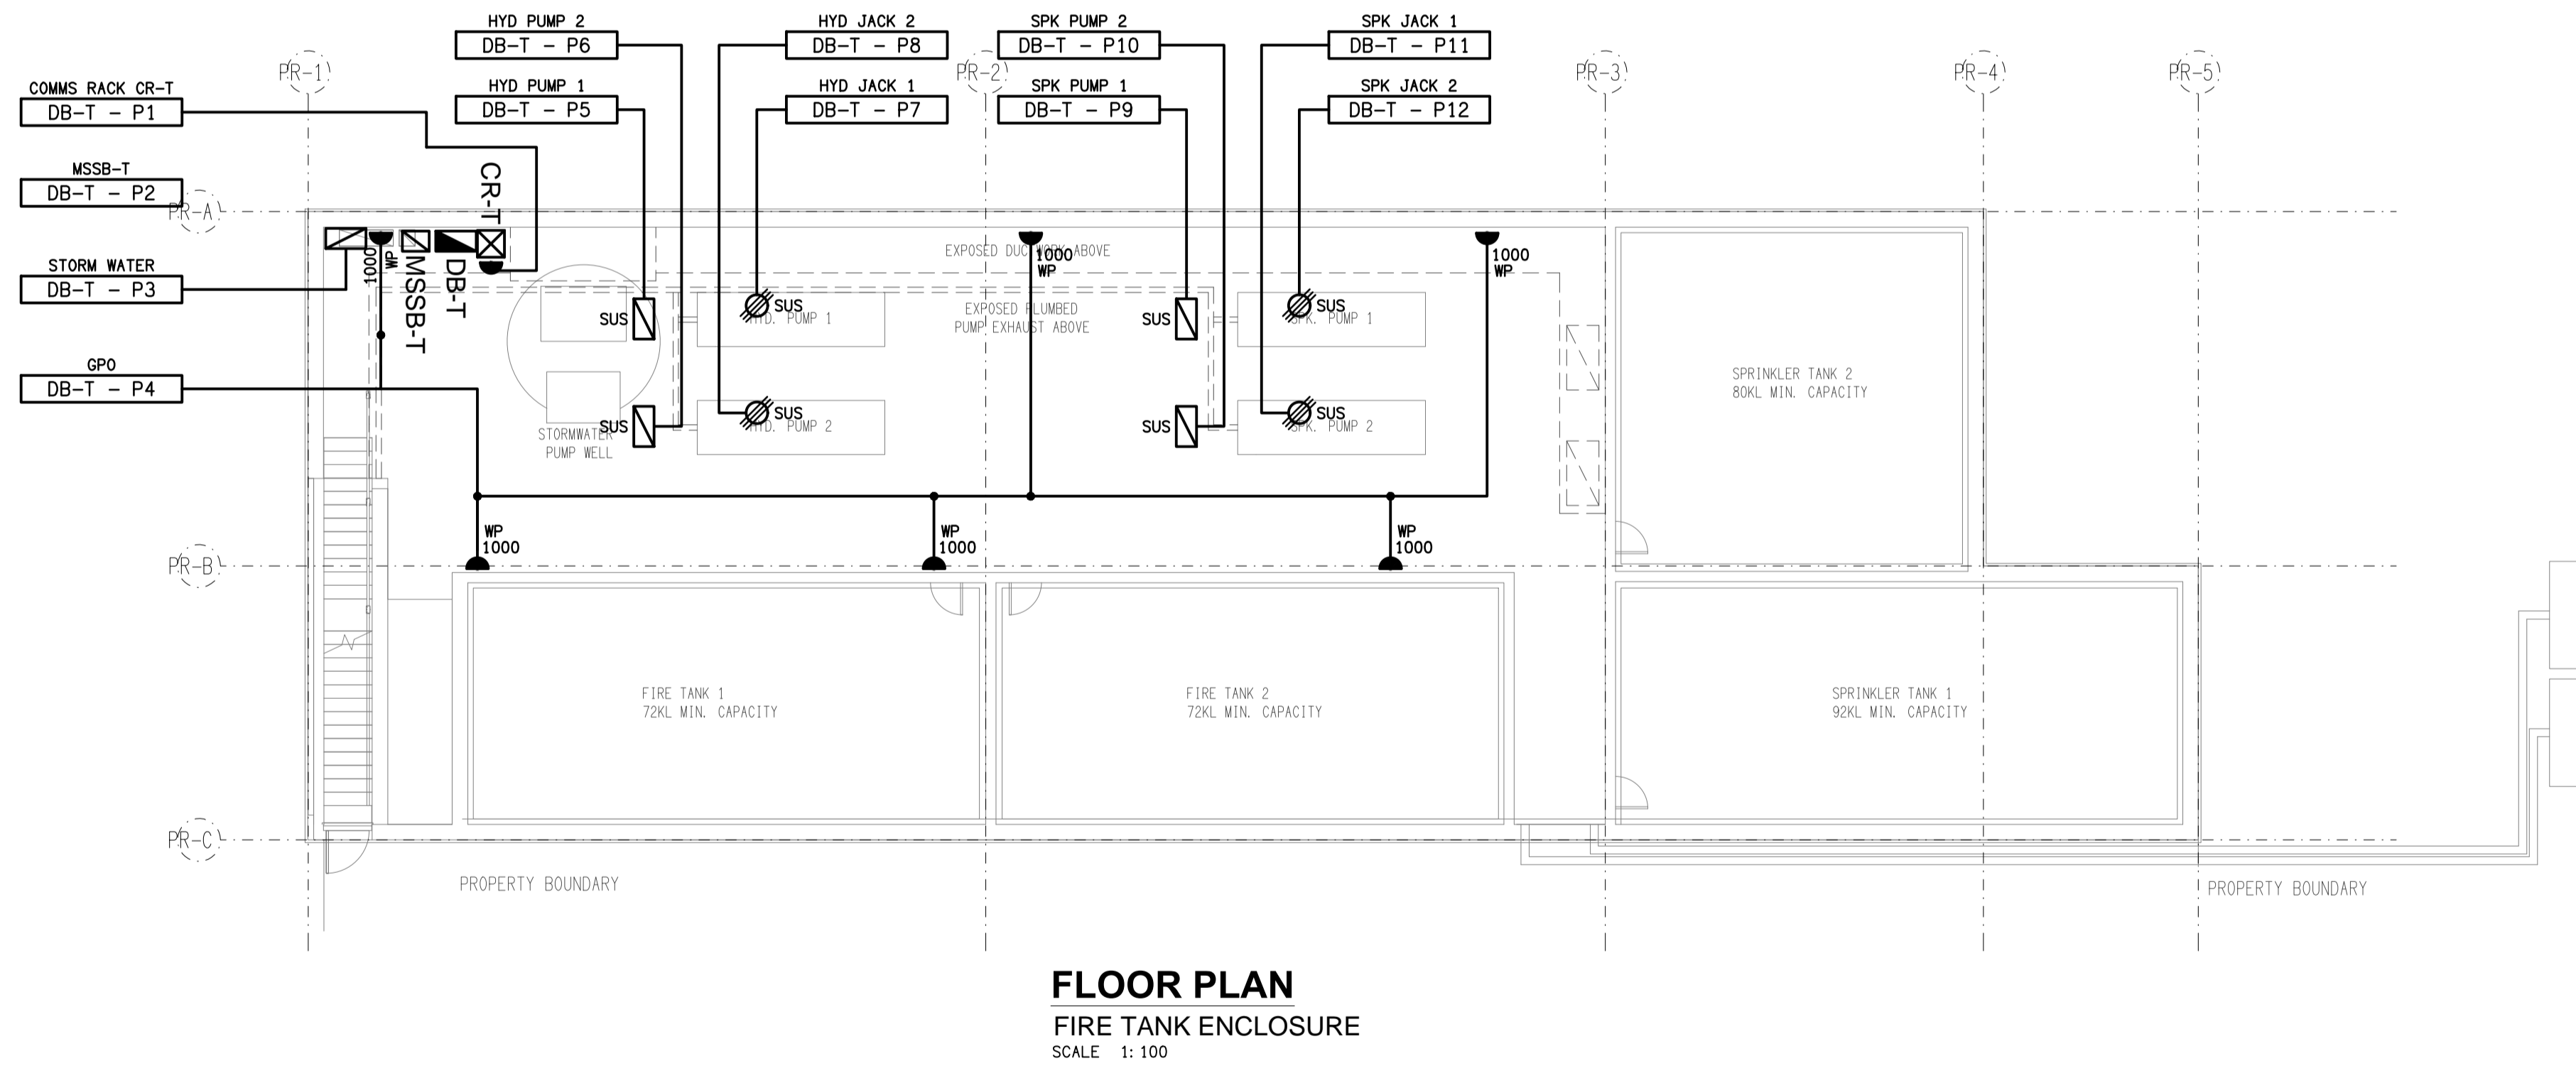 HYD PUMP 2
DB-T - P6
HYD JACK 2
DB-T - P8
SPK PUMP 2
DB-T - P10
SPK JACK 1
DB-T - P11
PR-1
PR-2
PR-3
PR-4
PR-5
COMMS RACK CR-T
DB-T - P1
HYD PUMP 1
DB-T - P5
HYD JACK 1
DB-T - P7
SPK PUMP 1
DB-T - P9
SPK JACK 2
DB-T - P12
MSSB-T
DB-T - P2
PR-A
CR-T
STORM WATER
DB-T - P3
1000
WP
MSSB-T
DB-T
EXPOSED DUCTWORK ABOVE
1000
WP
1000
WP
EXPOSED PLUMBED
PUMP EXHAUST ABOVE
SUS
SUS
HYD. PUMP 1
SUS
SUS
SPK. PUMP 1
GPO
DB-T - P4
SUS
SUS
HYD. PUMP 2
SUS
SUS
SPK. PUMP 2
STORMWATER
PUMP WELL
SPRINKLER TANK 2
80KL MIN. CAPACITY
WP
1000
WP
1000
WP
1000
PR-B
FIRE TANK 1
72KL MIN. CAPACITY
FIRE TANK 2
72KL MIN. CAPACITY
SPRINKLER TANK 1
92KL MIN. CAPACITY
PR-C
PROPERTY BOUNDARY
PROPERTY BOUNDARY
FLOOR PLAN
FIRE TANK ENCLOSURE
SCALE 1: 100